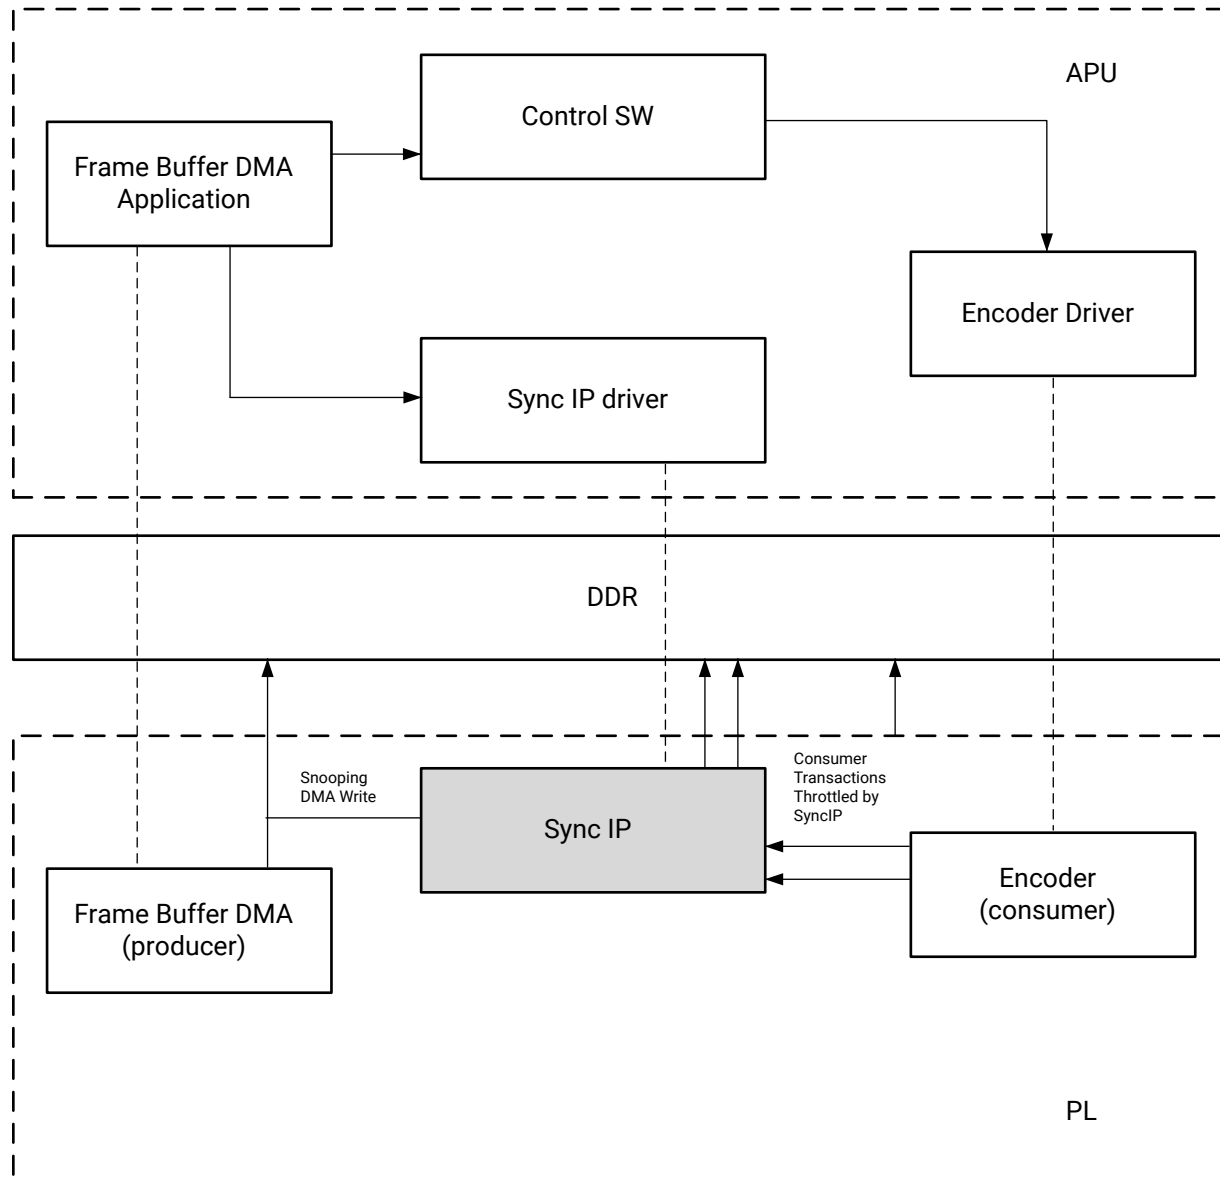 APU
Control SW
Frame Buffer DMA
Application
Encoder Driver
Sync IP driver
DDR
Snooping
DMA Write
Consumer
Transactions
Throttled by
SyncIP
Sync IP
Encoder
(consumer)
Frame Buffer DMA
(producer)
PL